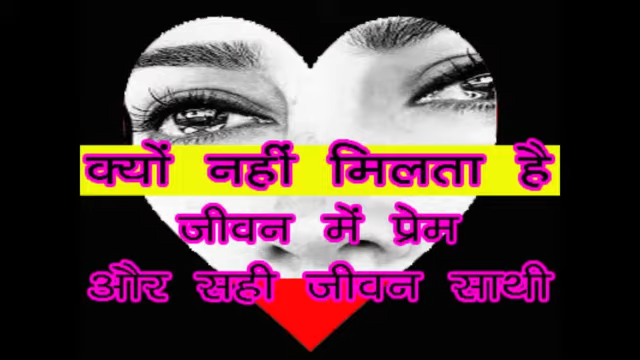 क्यों नहीं मिलता है
जीवन में प्रेम
और सही जीवन साथी